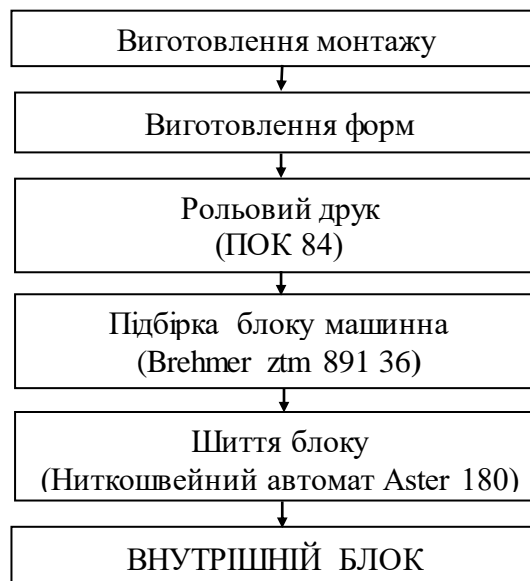 Виготовлення монтажу
Виготовлення форм
Рольовий друк
(ПОК 84)
Підбірка блоку машинна
(Brehmer ztm 891 36)
Шиття блоку
(Ниткошвейний автомат Aster 180)
ВНУТРІШНІЙ БЛОК